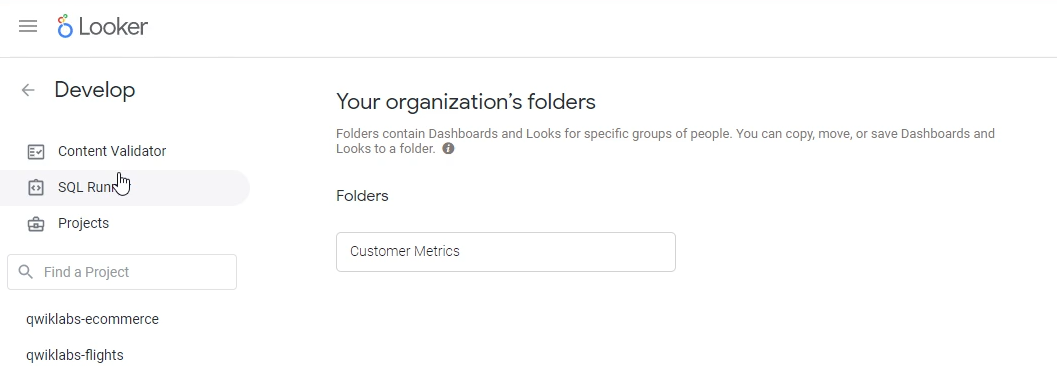 Looker
Develop
Content Validator
SQL Run
Projects
Find a Project
qwiklabs-ecommerce
qwiklabs-flights
Your organization's folders
Folders contain Dashboards and Looks for specific groups of people. You can copy, move, or save Dashboards and
Looks to a folder.
Folders
Customer Metrics